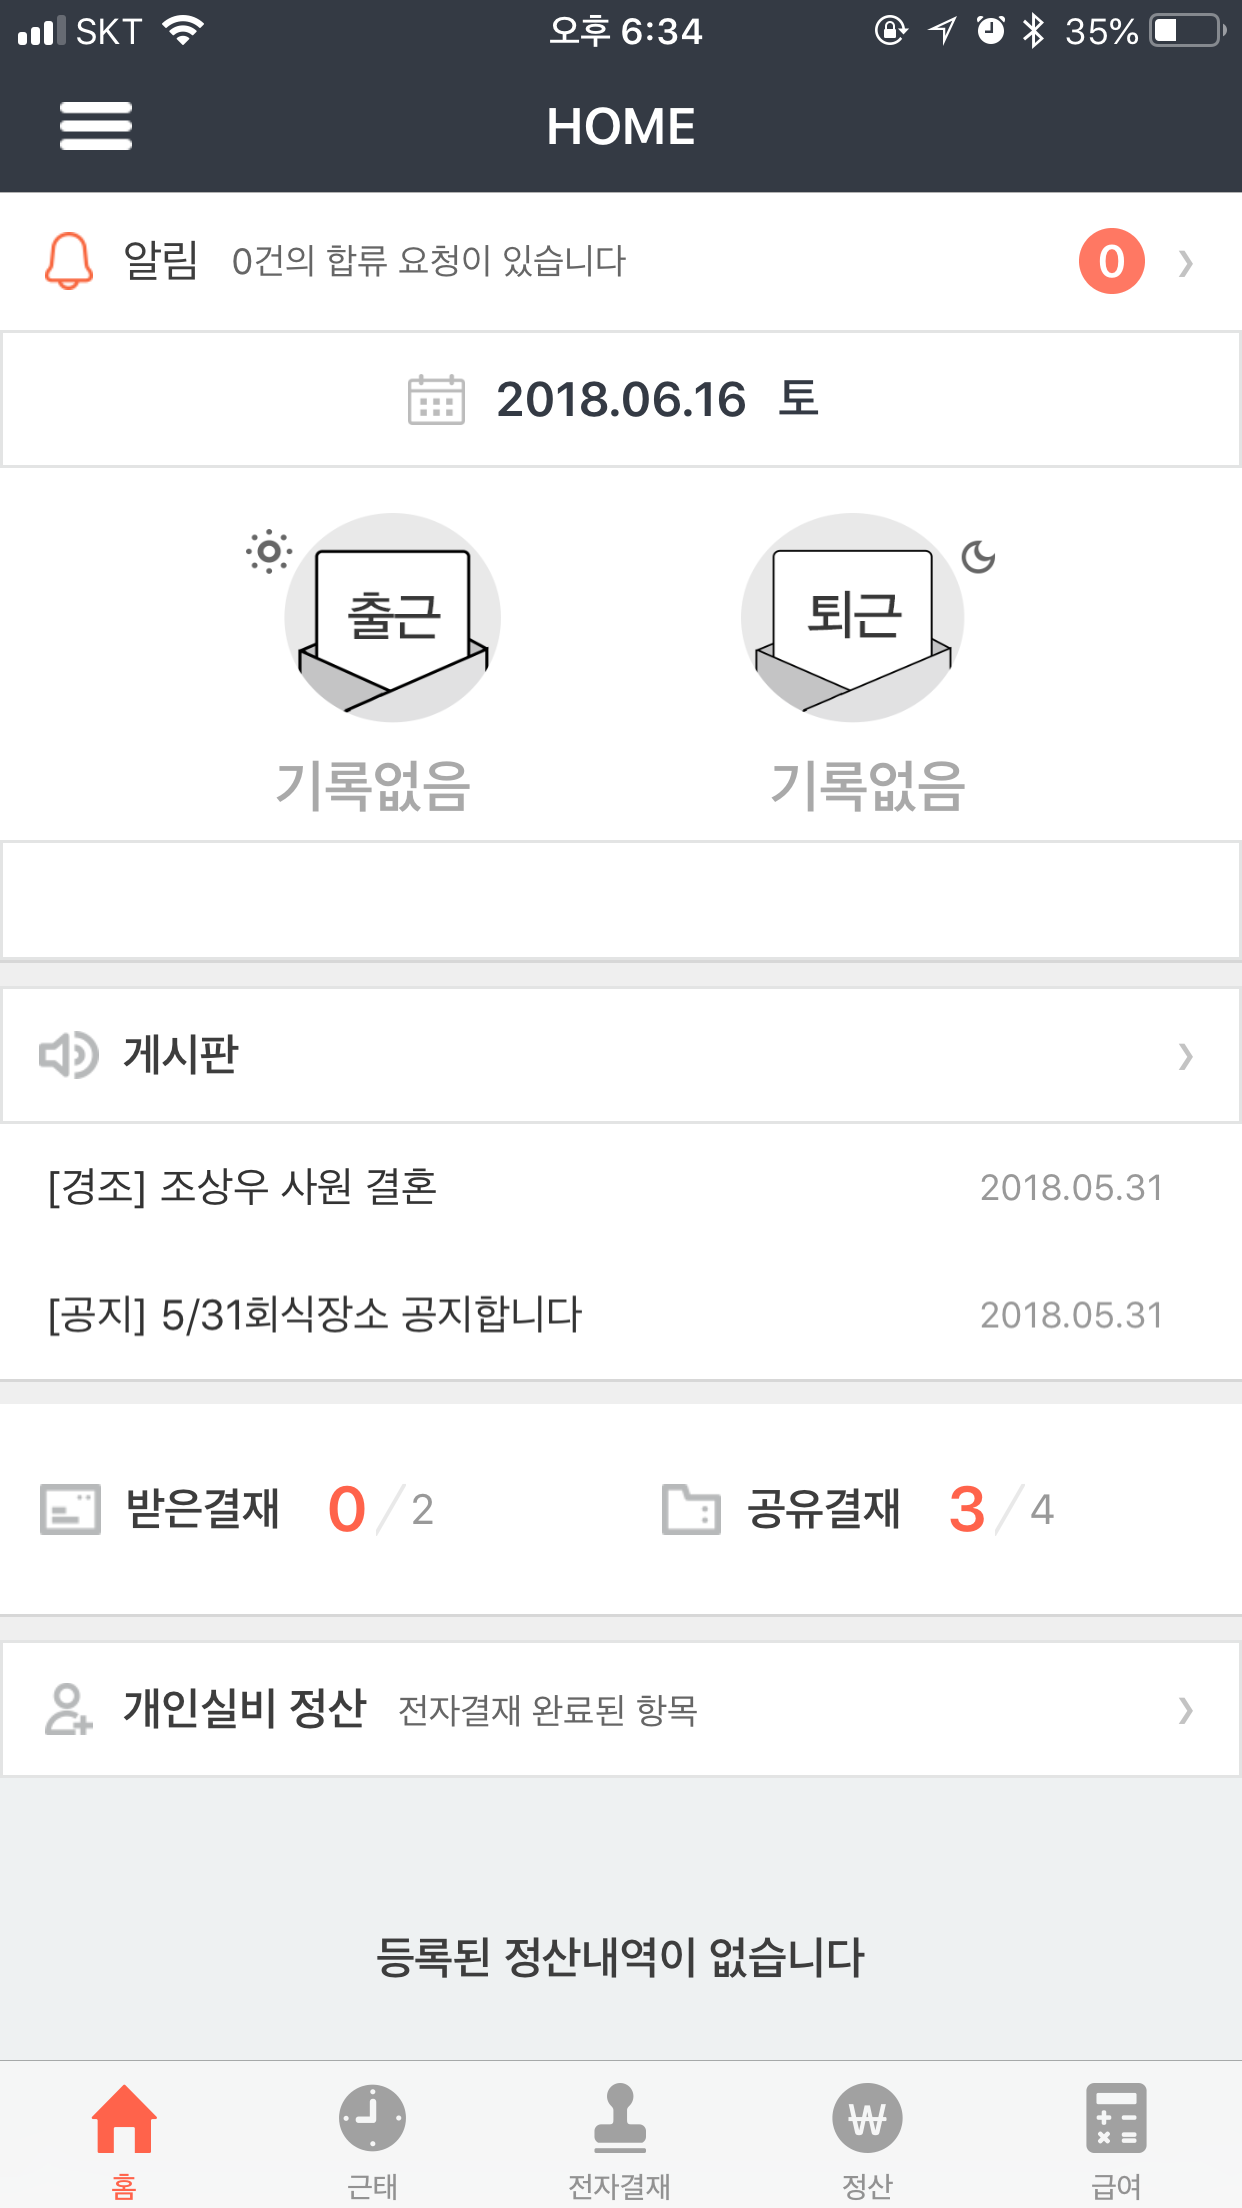 SKT 오후 6:34 35%
HOME
알림 0건의 합류 요청이 있습니다 0
2018.06.16 토
출근 퇴근
기록없음 기록없음
게시판
[경조] 조상우 사원 결혼 2018.05.31
[공지] 5/31회식장소 공지합니다 2018.05.31
받은결재 0 / 2 공유결재 3 / 4
개인실비 정산 전자결재 완료된 항목
등록된 정산내역이 없습니다
홈 근태 전자결재 정산 급여